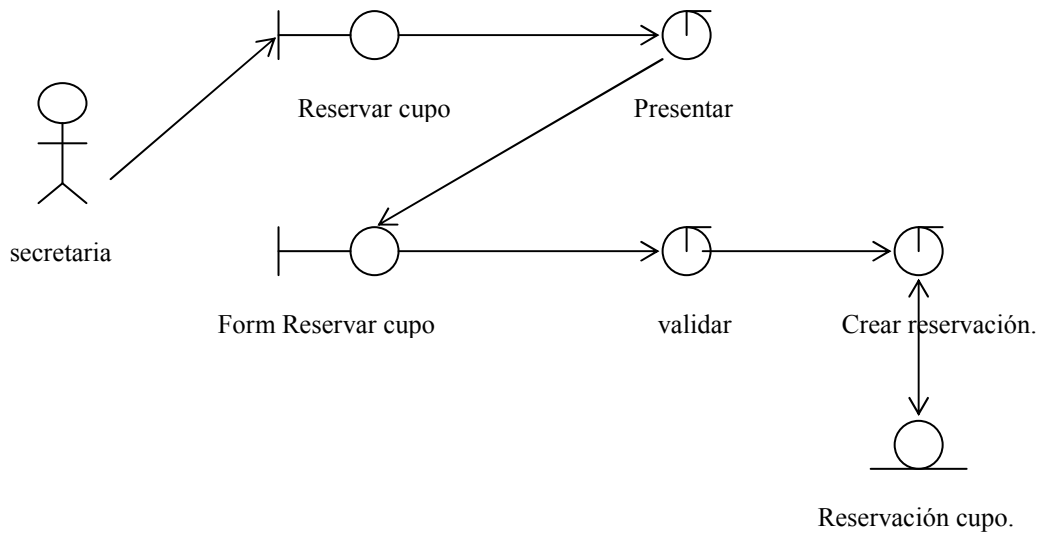 Reservar cupo
Presentar
secretaria
Form Reservar cupo
validar
Crear reservación.
Reservación cupo.